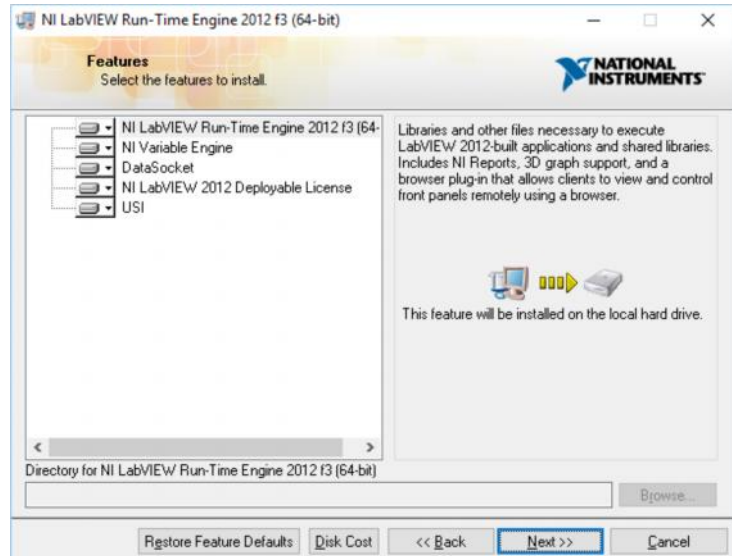 NI LabVIEW Run-Time Engine 2012 f3 (64-bit)
Features
Select the features to install.
NATIONAL
INSTRUMENTS
NI LabVIEW Run-Time Engine 2012 f3 (64-
NI Variable Engine
DataSocket
NI LabVIEW 2012 Deployable License
USI
Libraries and other files necessary to execute
LabVIEW 2012-built applications and shared libraries.
Includes NI Reports, 3D graph support, and a
browser plug-in that allows clients to view and control
front panels remotely using a browser.
This feature will be installed on the local hard drive.
Directory for NI LabVIEW Run-Time Engine 2012 f3 (64-bit)
Browse...
Restore Feature Defaults
Disk Cost
<< Back
Next >>
Cancel